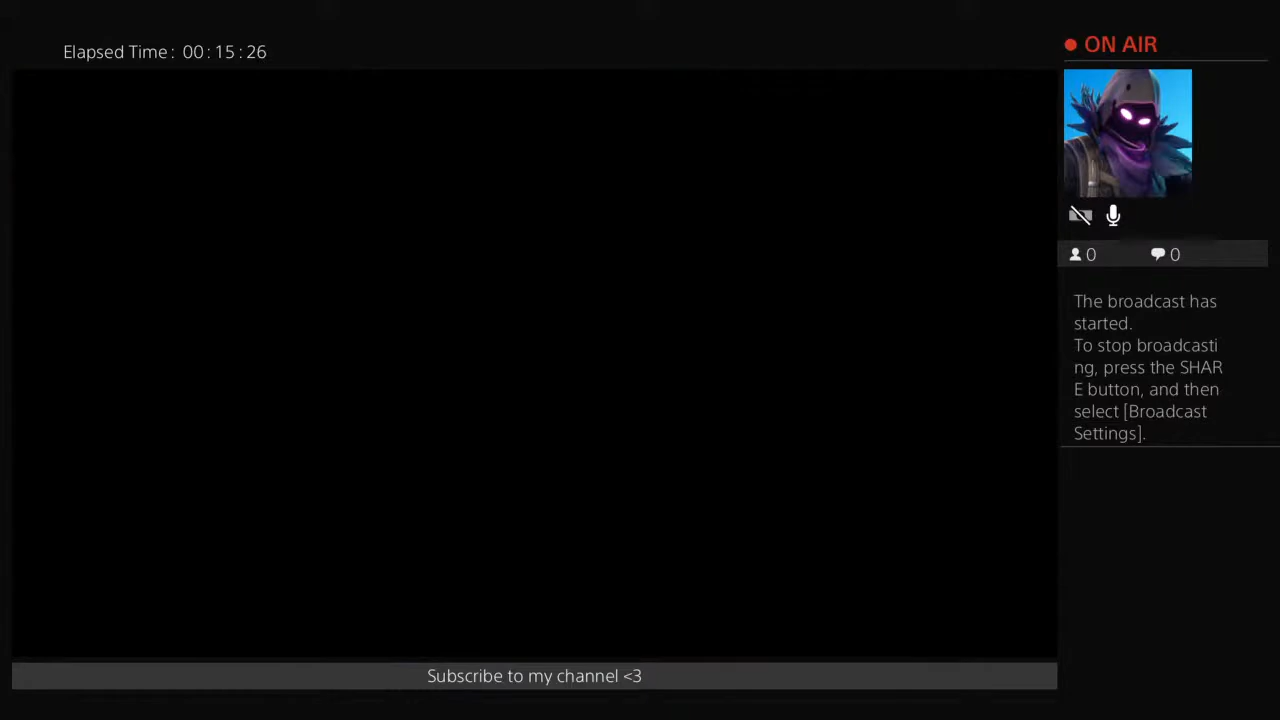 Elapsed Time: 00:15:26
ON AIR
0 0
The broadcast has
started.
To stop broadcasti
ng, press the SHAR
E button, and then
select [Broadcast
Settings].
Subscribe to my channel <3